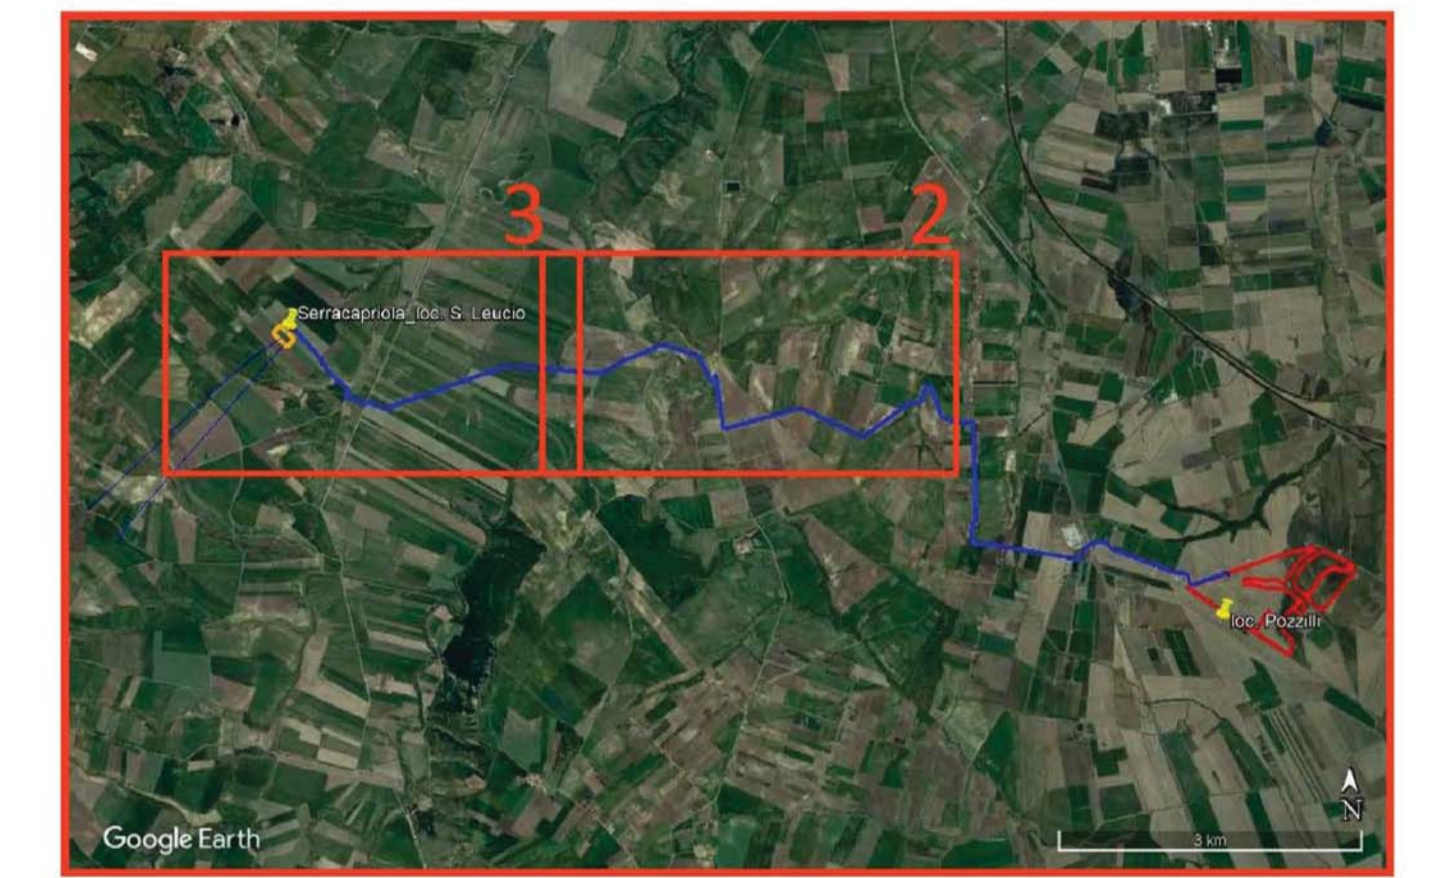 3
2
Serracapriola_loc. S. Leucio
loc. Pozzilli
N
Google Earth
3 km